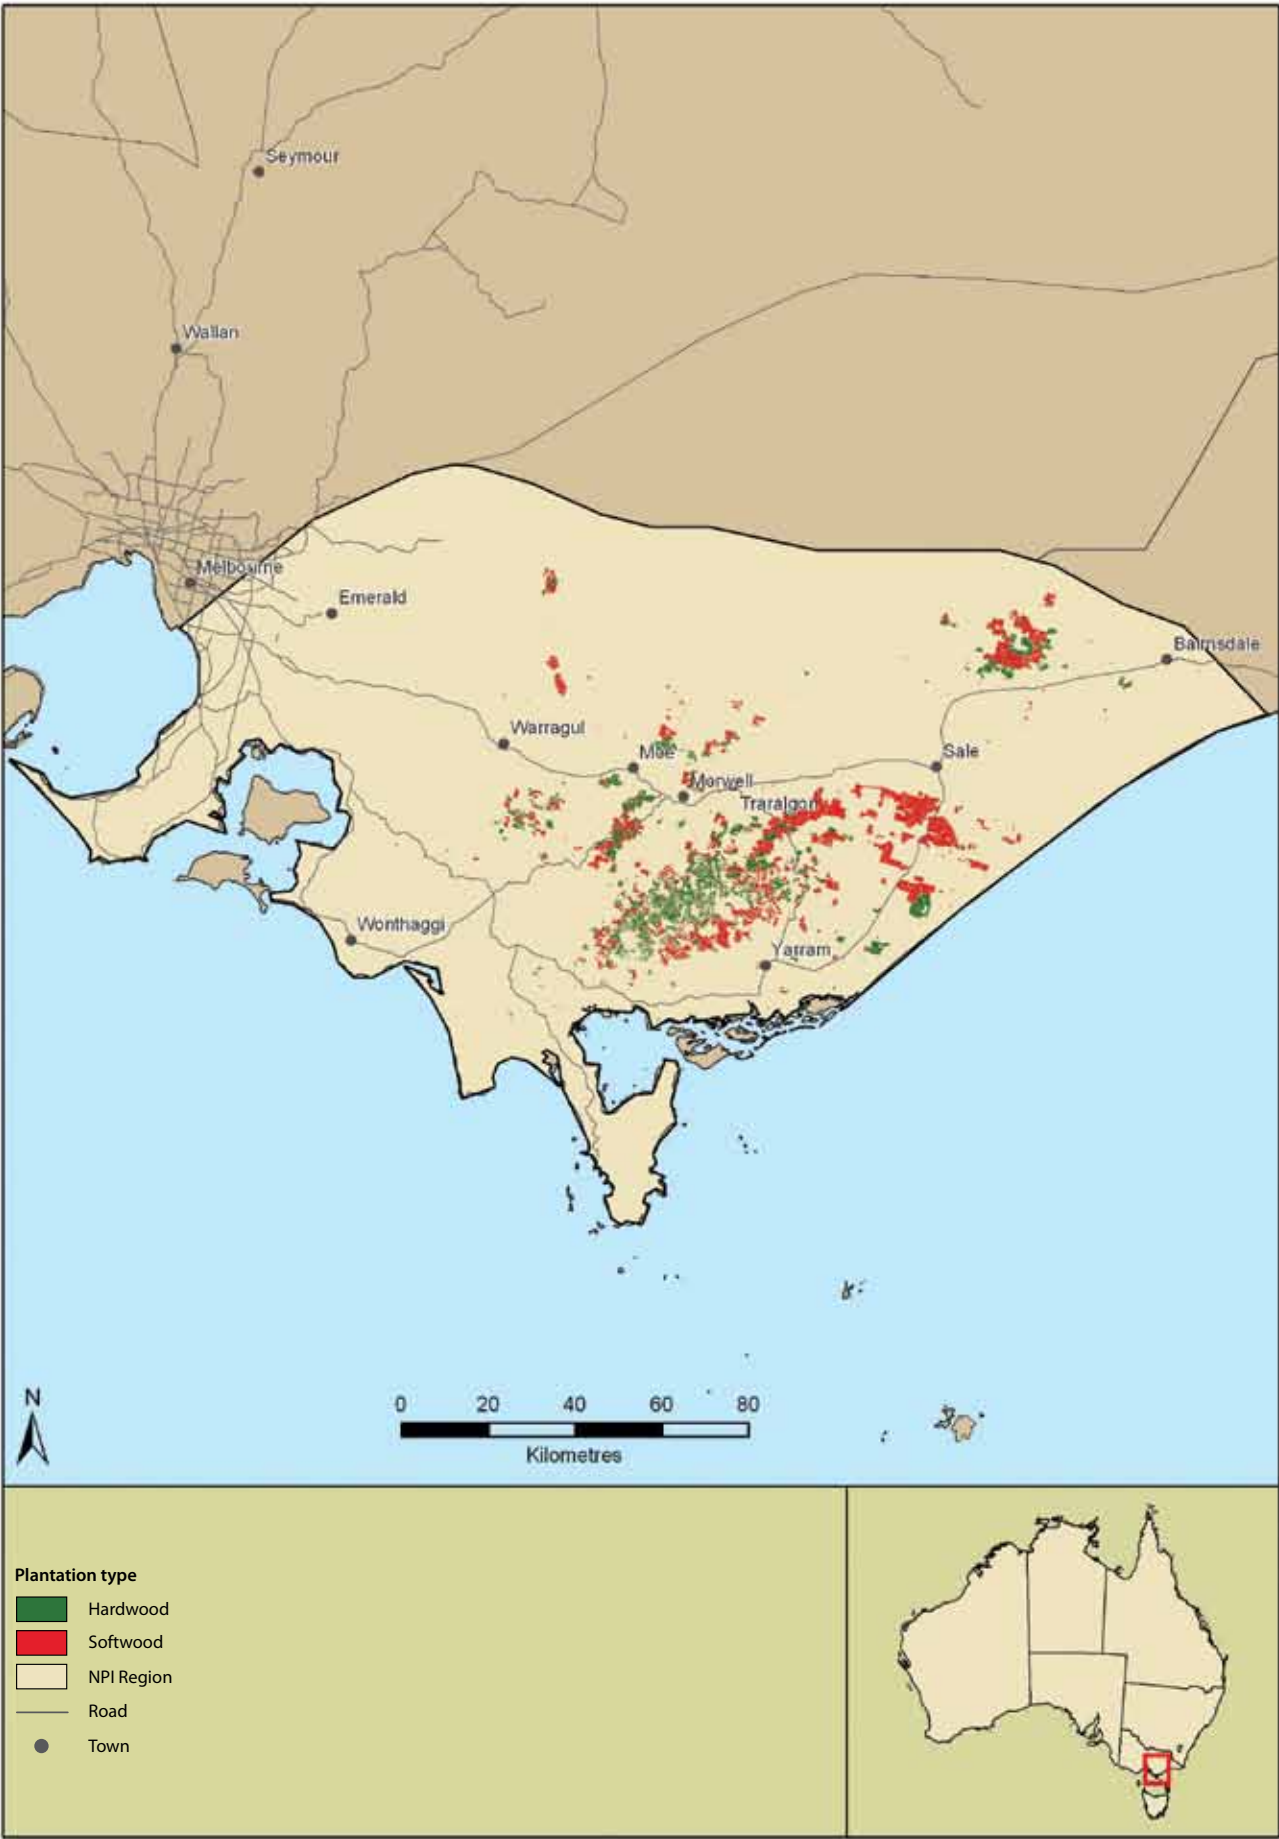 Seymour
Wallan
Melbourne
Emerald
Bairnsdale
Warragul
Moe
Sale
Morwell
Traralgon
Wonthaggi
Yarram
N
0 20 40 60 80
Kilometres
Plantation type
Hardwood
Softwood
NPI Region
Road
Town